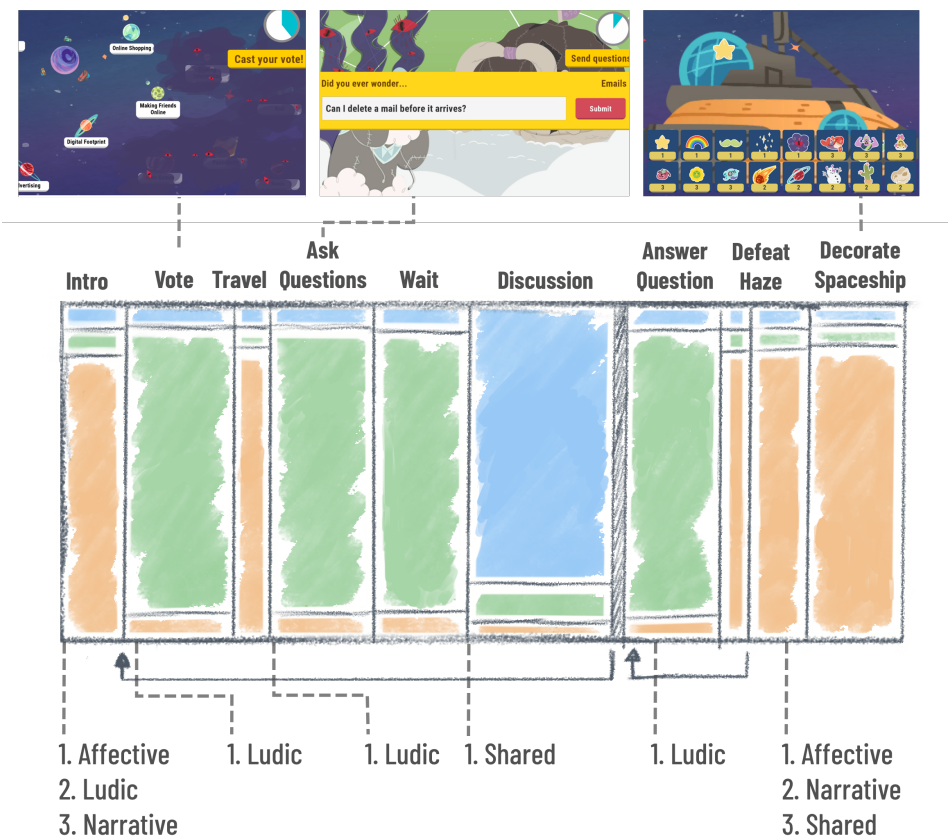 Online Shopping
Cast your vote!
Making Friends
Online
Digital Footprint
vertising
Send questions
Did you ever wonder...
Emails
Can I delete a mail before it arrives?
Submit
1 1 1 1 1 3 3 3
3 3 3 2 2 2 2 2
Intro
Vote
Travel
Ask
Questions
Wait
Discussion
Answer
Question
Defeat
Haze
Decorate
Spaceship
1. Affective
2. Ludic
3. Narrative
1. Ludic
1. Ludic
1. Shared
1. Ludic
1. Affective
2. Narrative
3. Shared